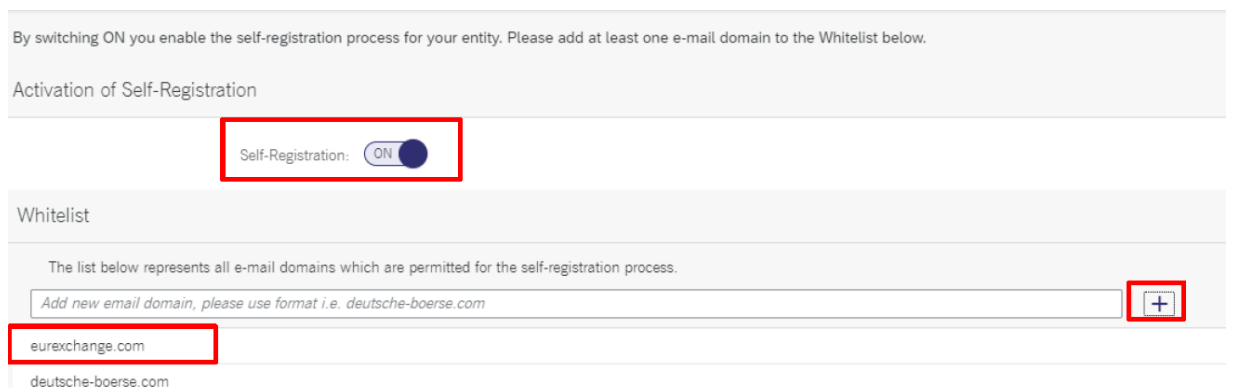 By switching ON you enable the self-registration process for your entity. Please add at least one e-mail domain to the Whitelist below.
Activation of Self-Registration
Self-Registration: ON
Whitelist
The list below represents all e-mail domains which are permitted for the self-registration process.
Add new email domain, please use format i.e. deutsche-boerse.com
+
eurexchange.com
deutsche-boerse.com